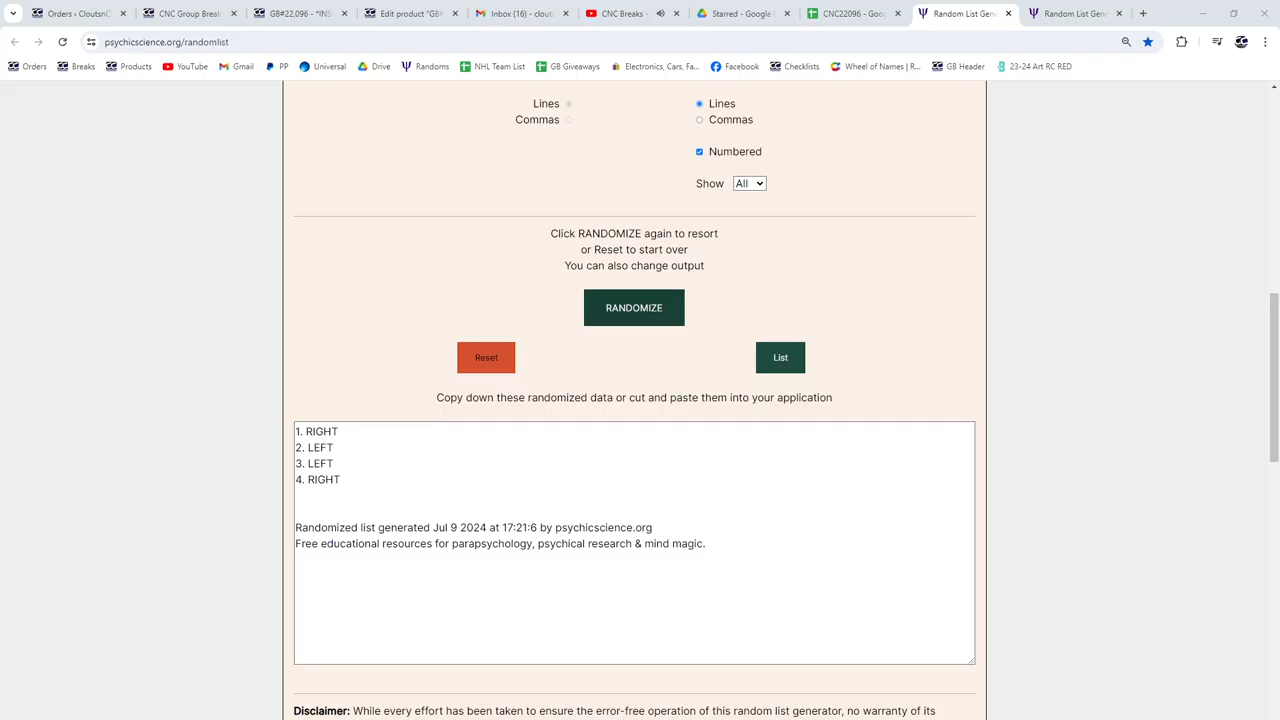 Orders ‹ CloutnC
CNC Group Break
GB#22,096 - *INS
Edit product "GB
Inbox (16) - clouts
CNC Breaks -
Starred - Google
CNC22096 - Goo
Random List Gene
Random List Gene
psychicscience.org/randomlist
Orders
Breaks
Products
YouTube
Gmail
PP
Universal
Drive
Randoms
NHL Team List
GB Giveaways
Electronics, Cars, Fa...
Facebook
Checklists
Wheel of Names | R...
GB Header
23-24 Art RC RED
Lines
Lines
Commas
Commas
Numbered
Show All
Click RANDOMIZE again to resort
or Reset to start over
You can also change output
RANDOMIZE
Reset
List
Copy down these randomized data or cut and paste them into your application
1. RIGHT
2. LEFT
3. LEFT
4. RIGHT
Randomized list generated Jul 9 2024 at 17:21:6 by psychicscience.org
Free educational resources for parapsychology, psychical research & mind magic.
Disclaimer: While every effort has been taken to ensure the error-free operation of this random list generator, no warranty of its